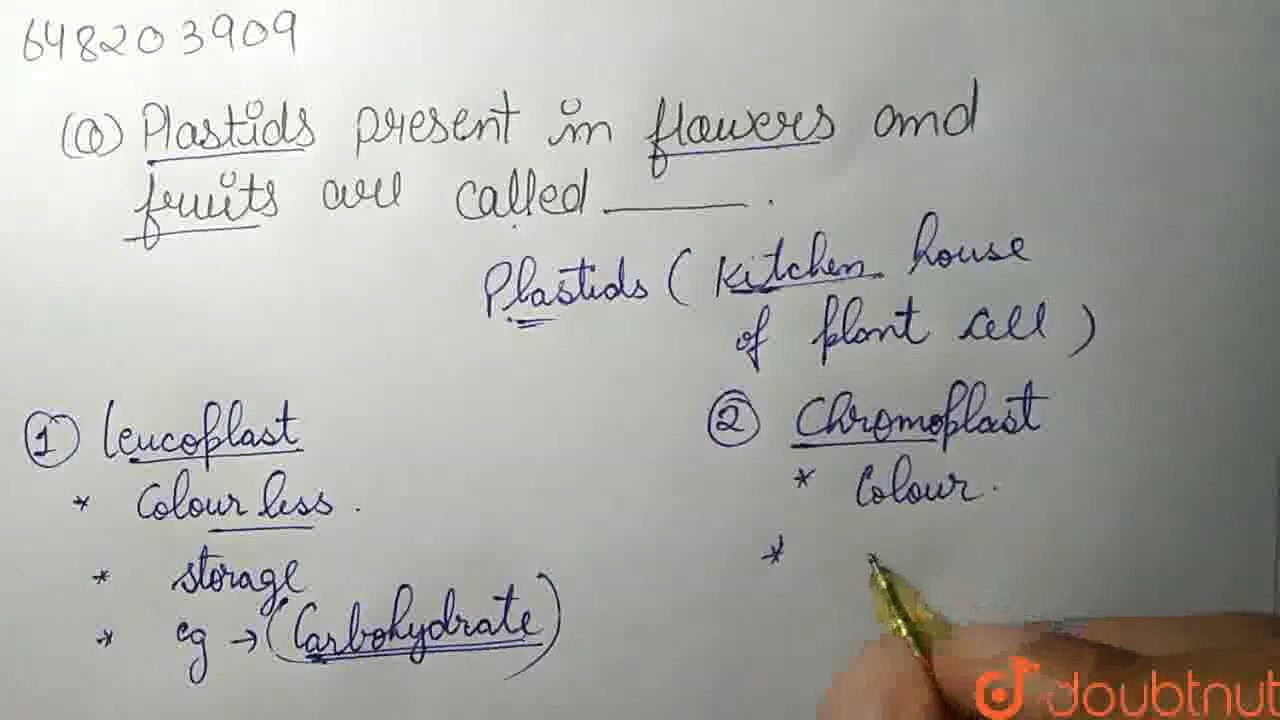 648203909
(Q) Plastids present in flowers and
fruits are called ______.
Plastids (kitchen house
of plant cell)
① Leucoplast
* Colour less.
* storage
* eg → (Carbohydrate)
② Chromoplast
* Colour.
*
doubtnut